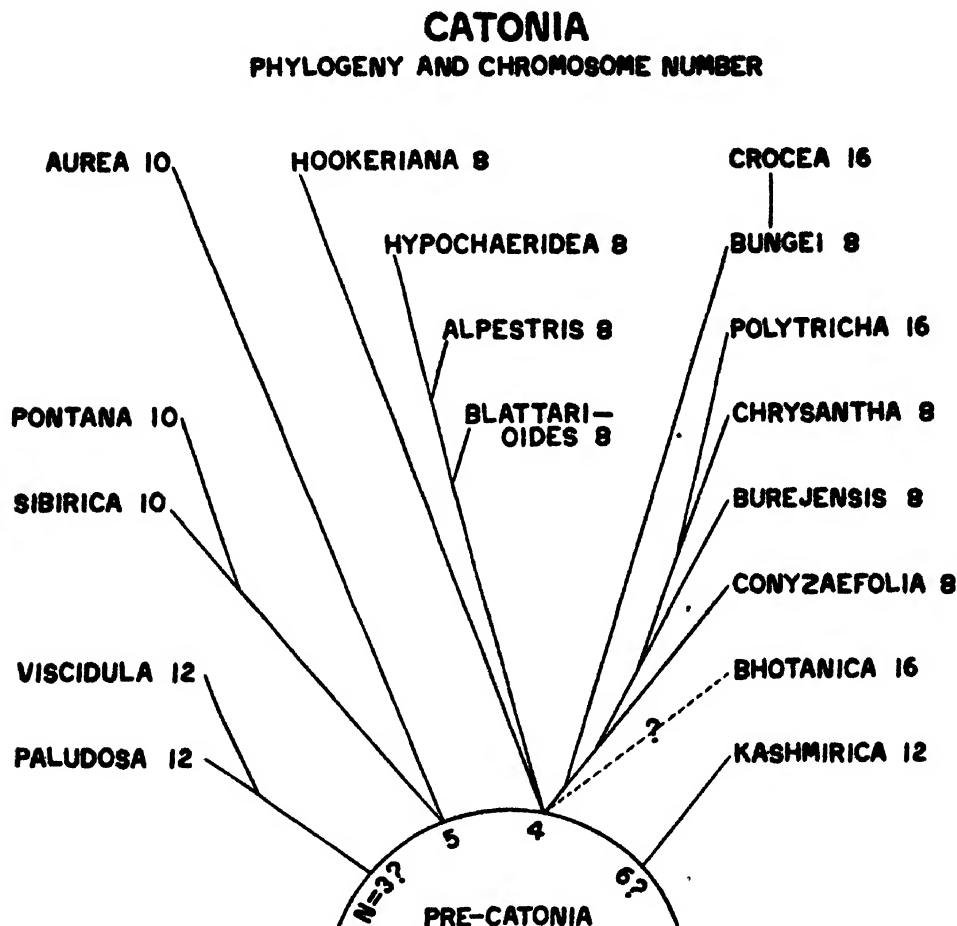 CATONIA
PHYLOGENY AND CHROMOSOME NUMBER
AUREA 10
HOOKERIANA 8
CROCEA 16
HYPOCHAERIDEA 8
BUNGEI 8
ALPESTRIS 8
POLYTRICHA 16
PONTANA 10
BLATTARI—
OIDES 8
CHRYSANTHA 8
SIBIRICA 10
BUREJENSIS 8
CONYZAEFOLIA 8
VISCIDULA 12
BHOTANICA 16
?
PALUDOSA 12
KASHMIRICA 12
N=3?
5
4
6?
PRE-CATONIA